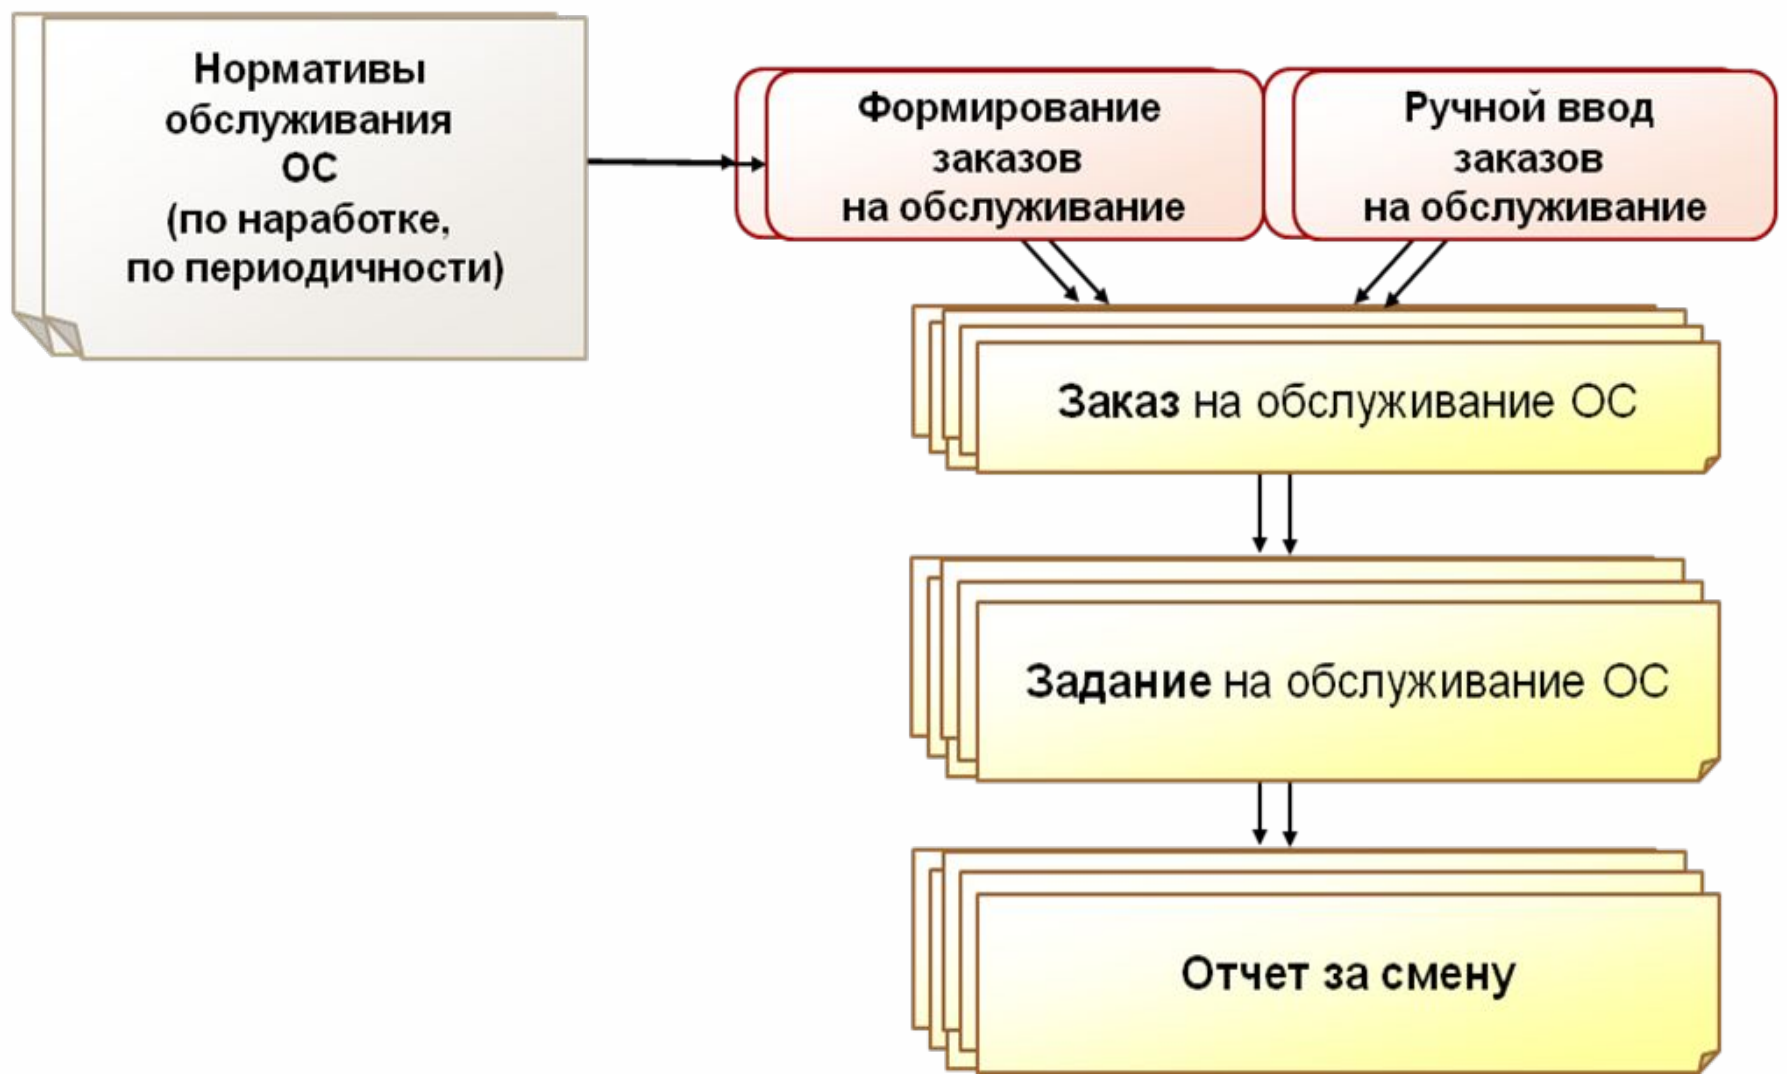 Нормативы
обслуживания
ОС
(по наработке,
по периодичности)
Формирование
заказов
на обслуживание
Ручной ввод
заказов
на обслуживание
Заказ на обслуживание ОС
Задание на обслуживание ОС
Отчет за смену